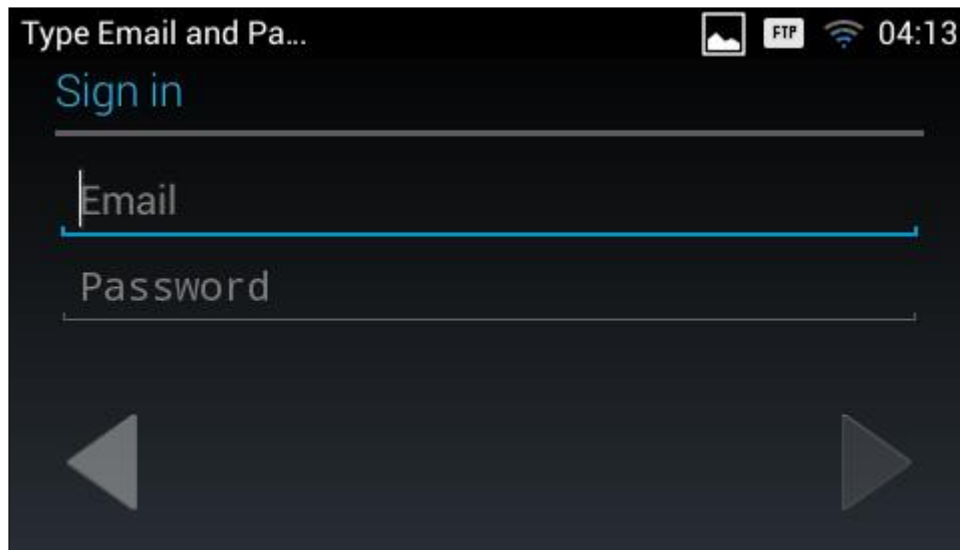 Type Email and Pa...
FTP
04:13
Sign in
Email
Password